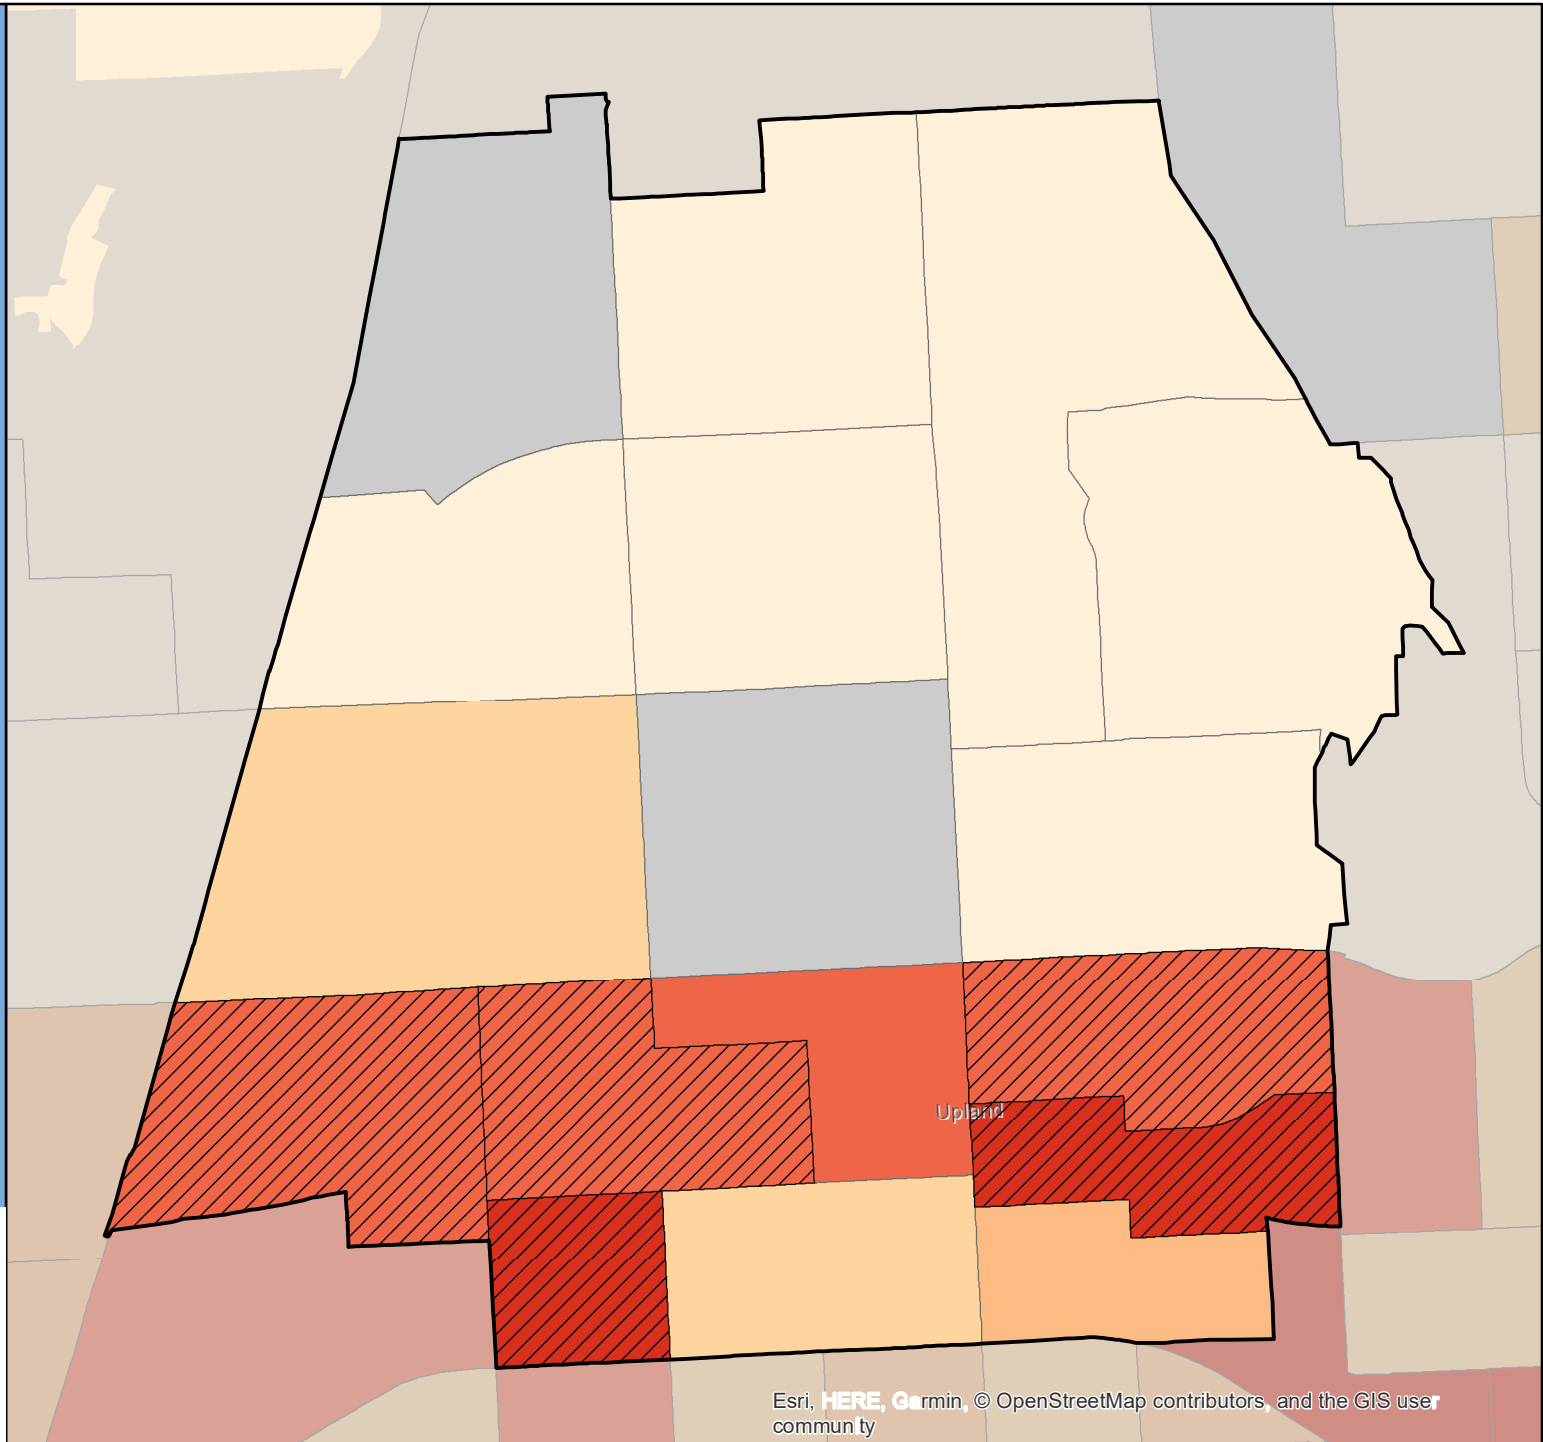 Upland
Esri, HERE, Garmin, © OpenStreetMap contributors, and the GIS user
community